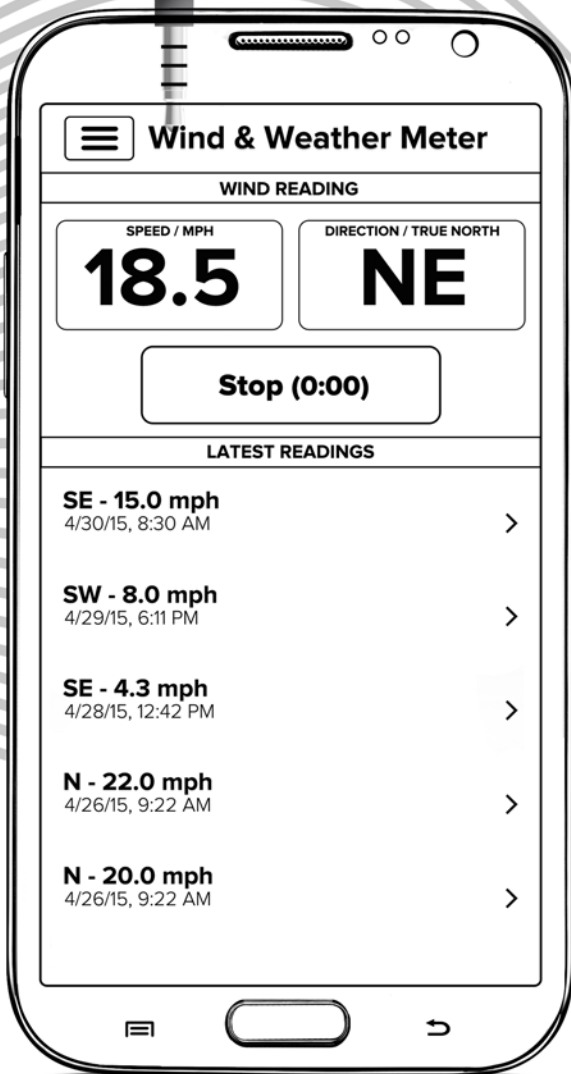 Wind & Weather Meter
WIND READING
SPEED / MPH
18.5
DIRECTION / TRUE NORTH
NE
Stop (0:00)
LATEST READINGS
SE - 15.0 mph
4/30/15, 8:30 AM
SW - 8.0 mph
4/29/15, 6:11 PM
SE - 4.3 mph
4/28/15, 12:42 PM
N - 22.0 mph
4/26/15, 9:22 AM
N - 20.0 mph
4/26/15, 9:22 AM